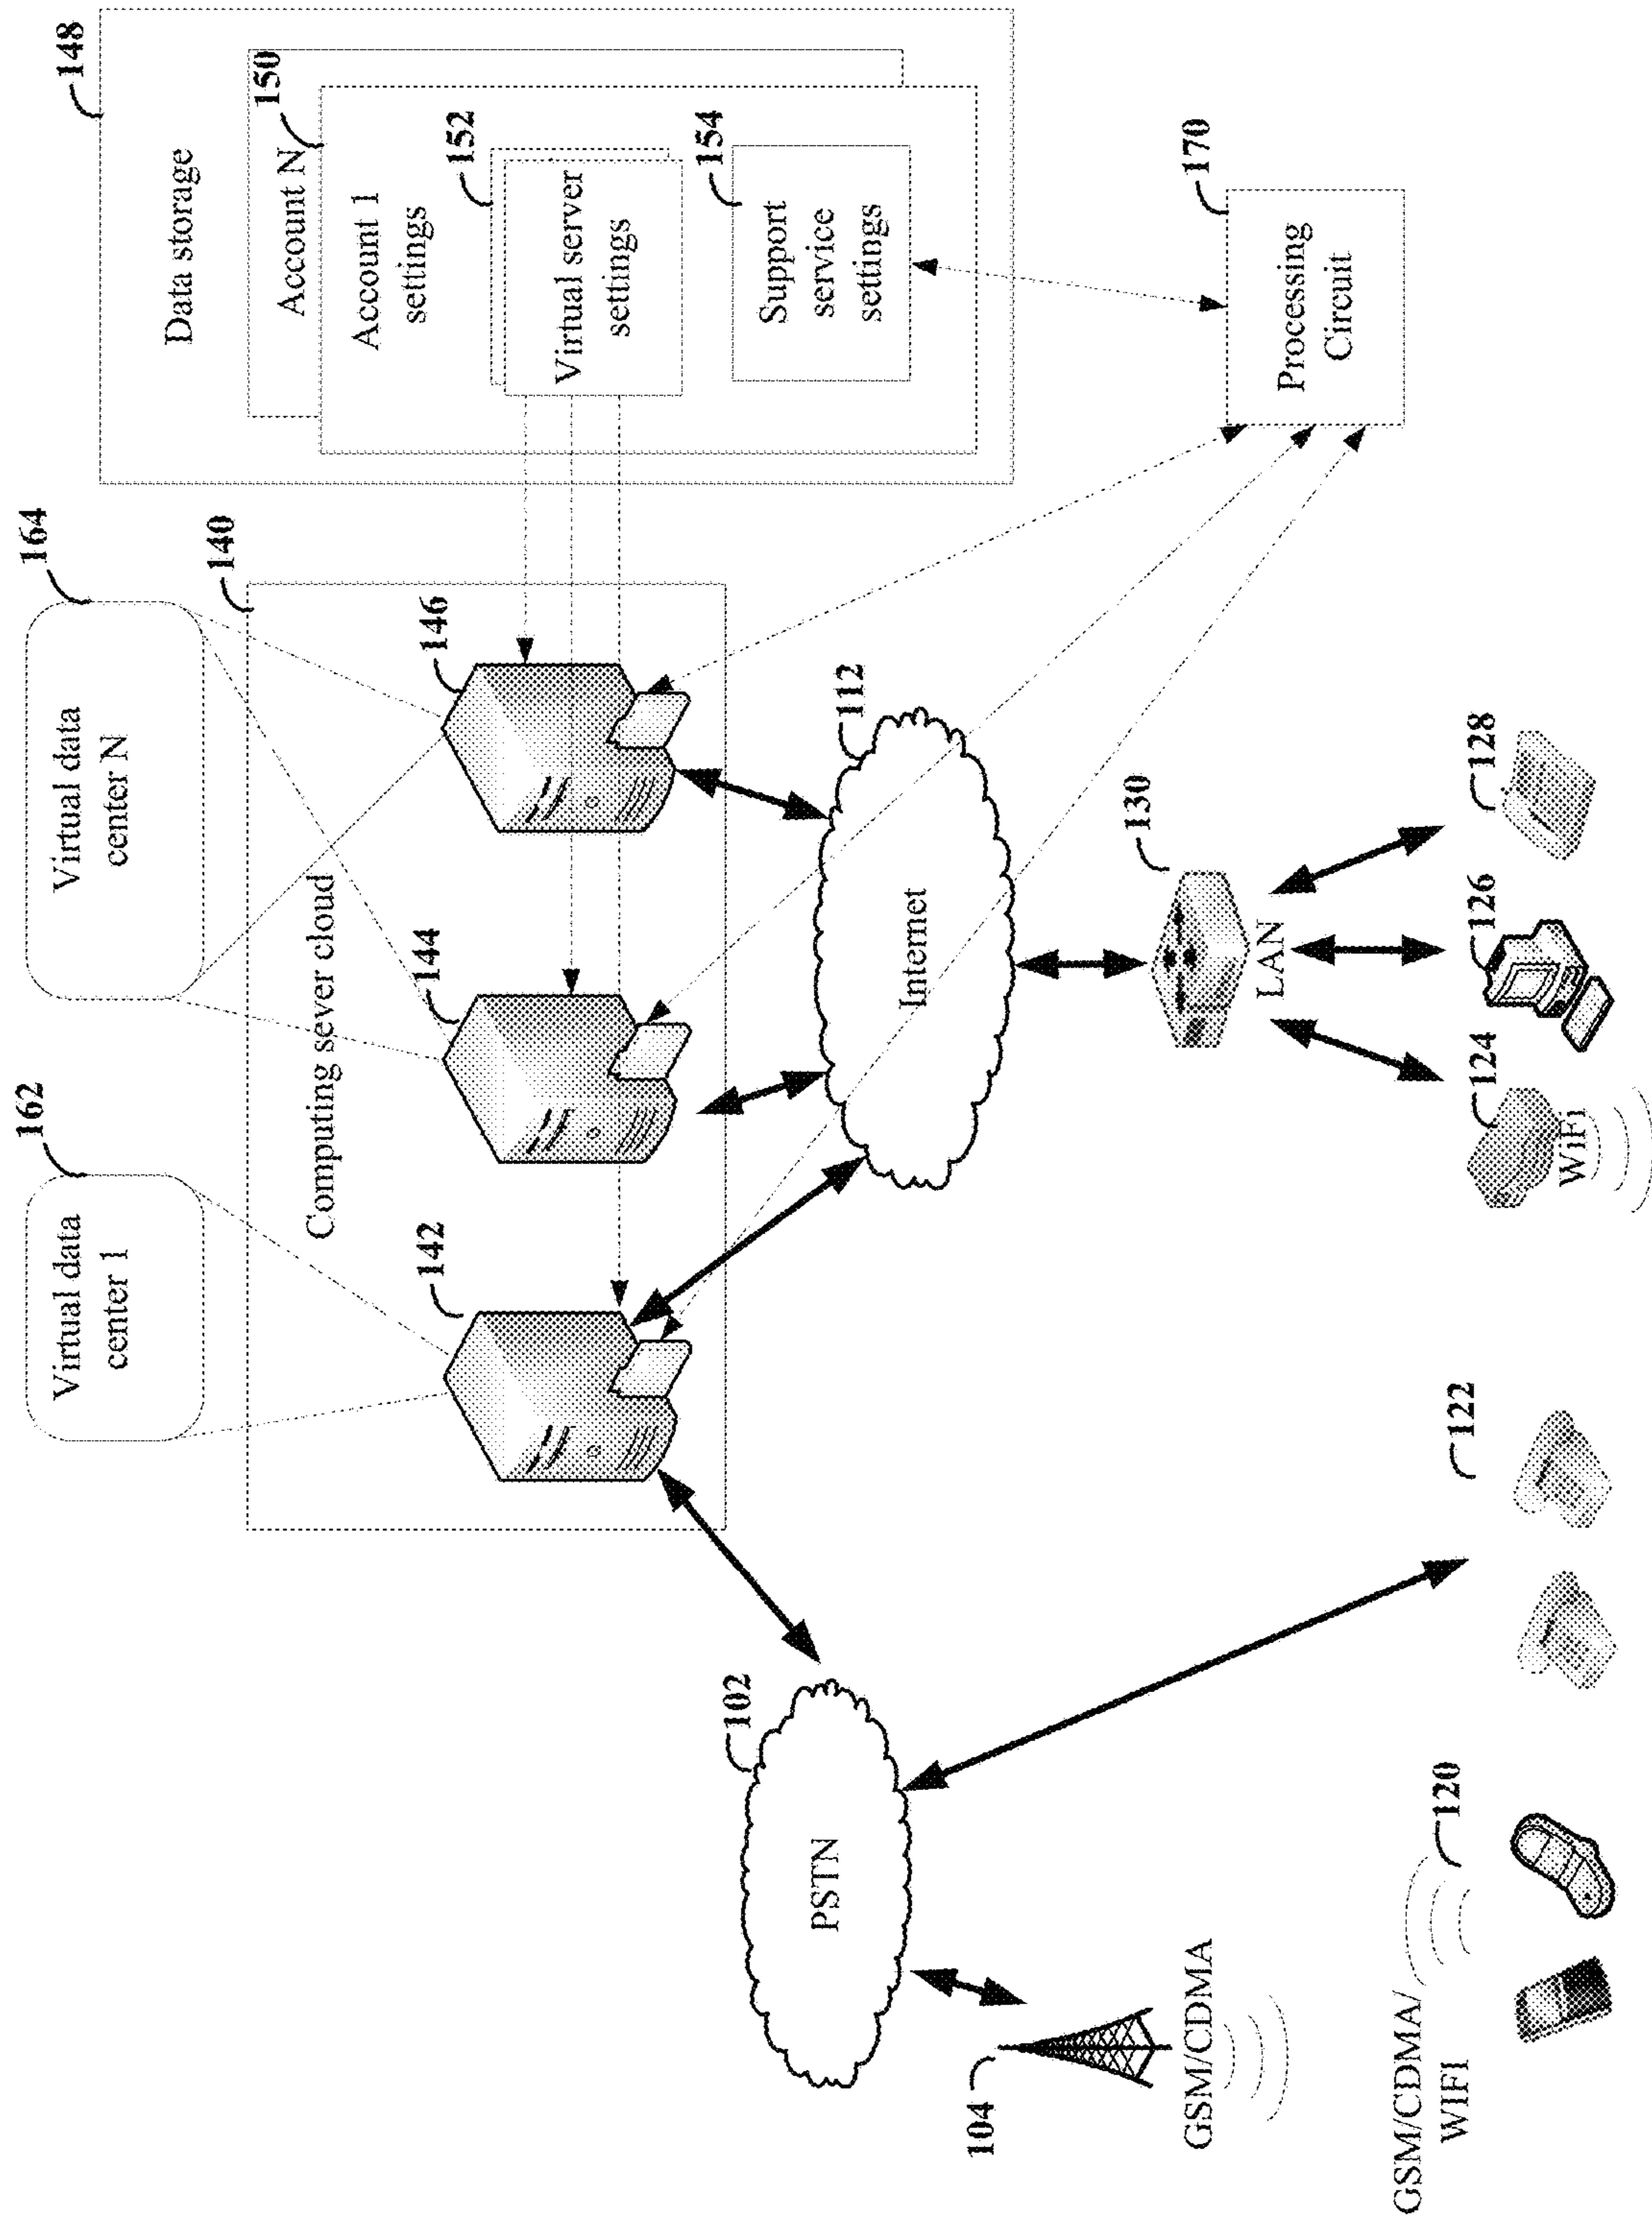 162
164
148
Virtual data
center 1
Virtual data
center N
Data storage
140
150
Account N
Computing sever cloud
Account 1
settings
142
144
146
152
Virtual server
settings
154
Support
service
settings
102
112
PSTN
Internet
104
GSM/CDMA
130
LAN
170
Processing
Circuit
GSM/CDMA/
WIFI
120
122
124
126
128
WiFi